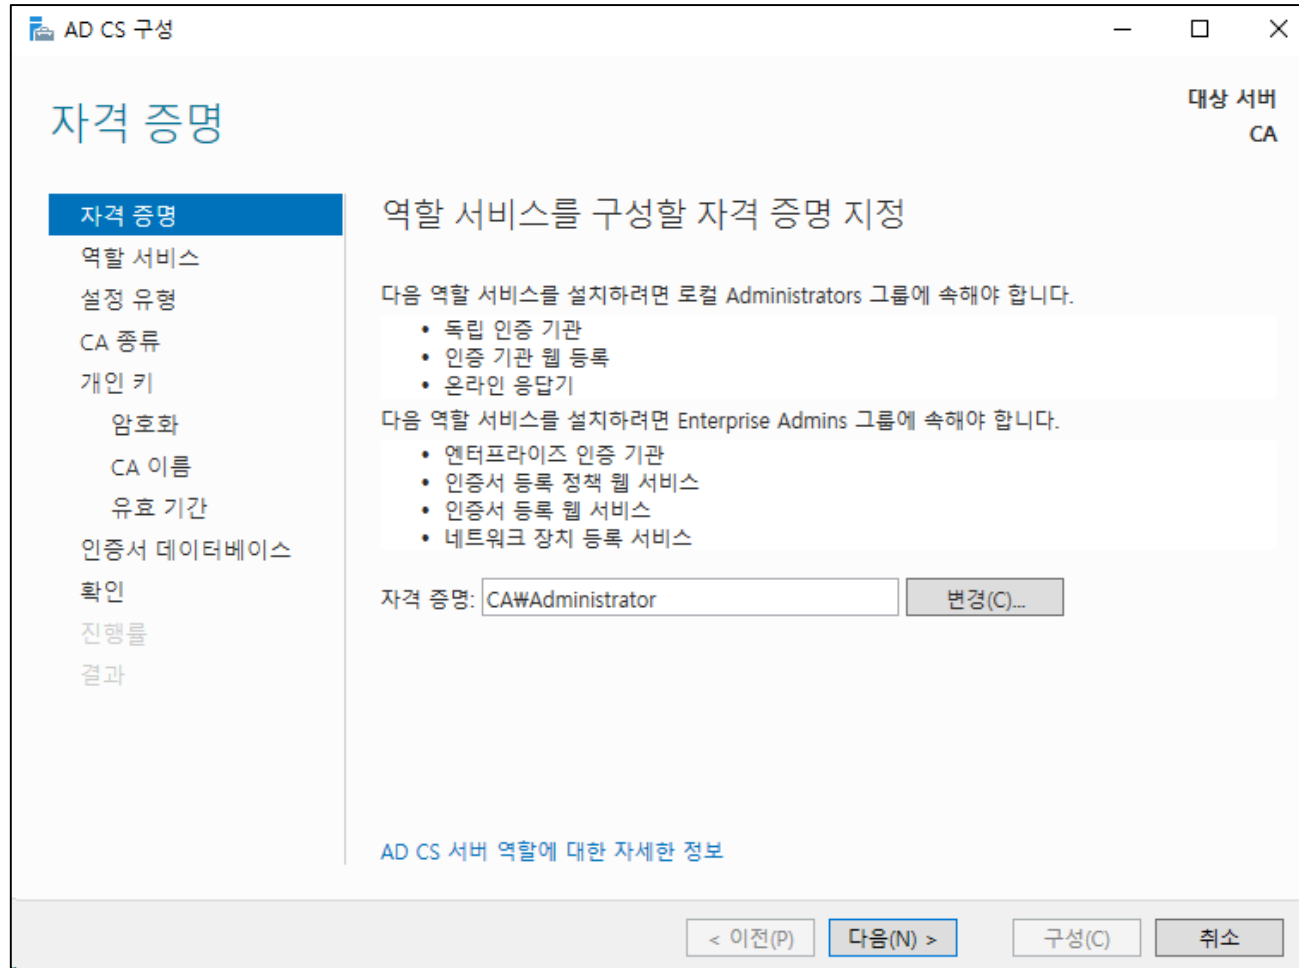 AD CS 구성
자격 증명
대상 서버
CA
자격 증명
역할 서비스
설정 유형
CA 종류
개인 키
암호화
CA 이름
유효 기간
인증서 데이터베이스
확인
진행률
결과
역할 서비스를 구성할 자격 증명 지정
다음 역할 서비스를 설치하려면 로컬 Administrators 그룹에 속해야 합니다.
• 독립 인증 기관
• 인증 기관 웹 등록
• 온라인 응답기
다음 역할 서비스를 설치하려면 Enterprise Admins 그룹에 속해야 합니다.
• 엔터프라이즈 인증 기관
• 인증서 등록 정책 웹 서비스
• 인증서 등록 웹 서비스
• 네트워크 장치 등록 서비스
자격 증명: CA₩Administrator 변경(C)...
AD CS 서버 역할에 대한 자세한 정보
< 이전(P) 다음(N) > 구성(C) 취소